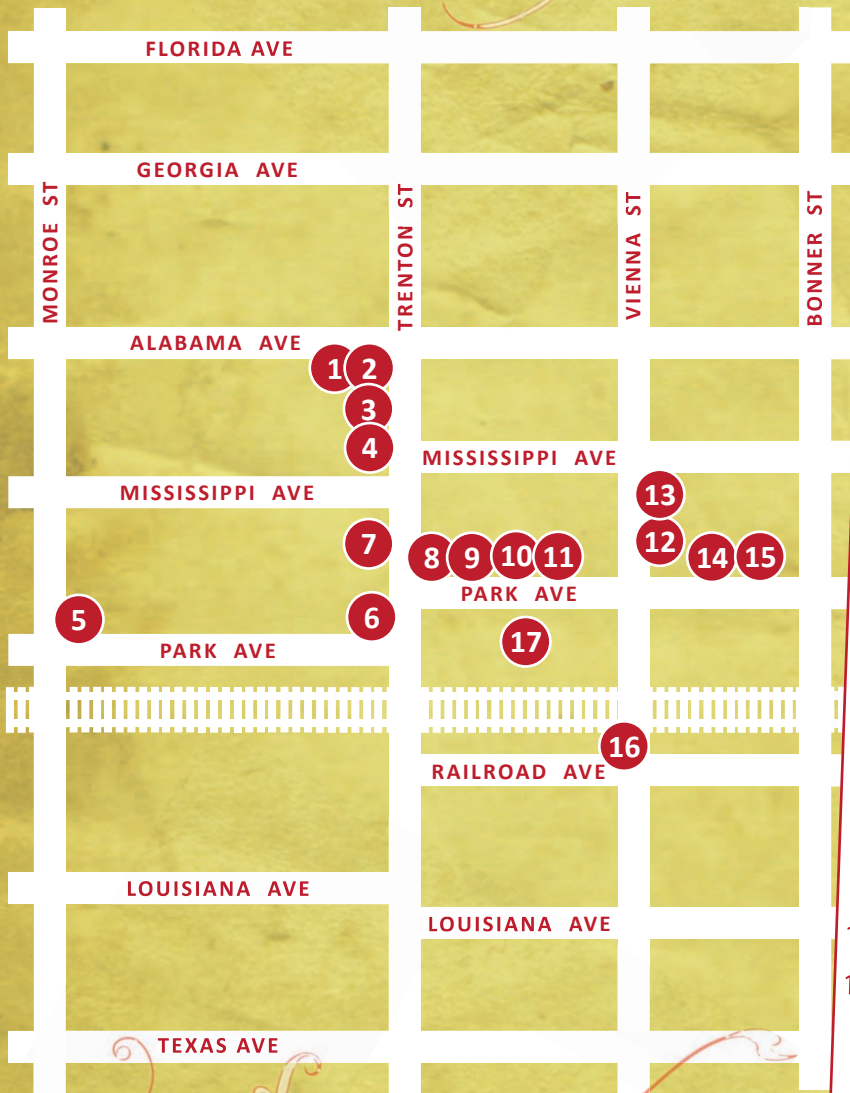 FLORIDA AVE
GEORGIA AVE
MONROE ST
TRENTON ST
VIENNA ST
BONNER ST
ALABAMA AVE
1
2
3
4
MISSISSIPPI AVE
MISSISSIPPI AVE
13
7
12
8
9
10
11
14
15
PARK AVE
5
6
17
PARK AVE
16
RAILROAD AVE
LOUISIANA AVE
LOUISIANA AVE
TEXAS AVE